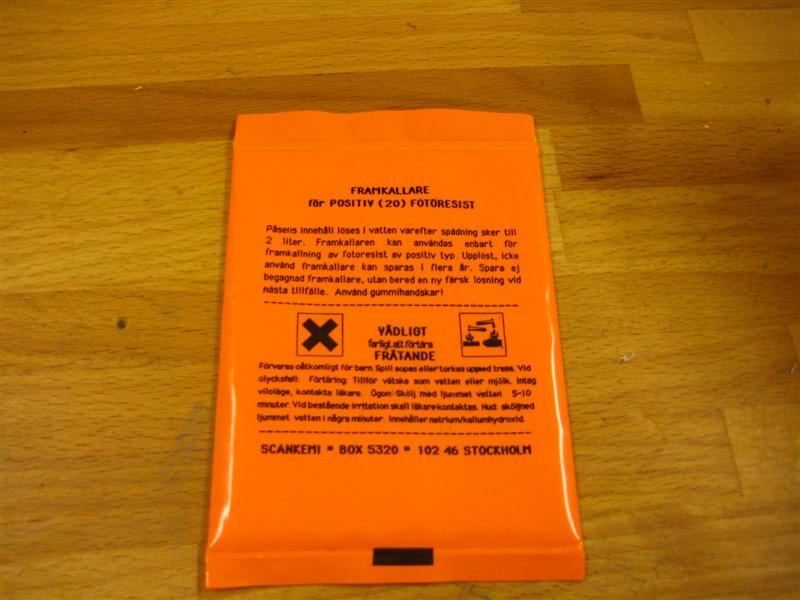 FRAMKALLARE
för POSITIV (20) FOTORESIST
Påsens innehåll löses i vatten varefter spädning sker till
2 liter. Framkallaren kan användas enbart för
framkallning av fotoresist av positiv typ. Upplöst, icke
använd framkallare kan sparas i flera år. Spara ej
begagnad framkallare, utan bered en ny färsk lösning vid
nästa tillfälle. Använd gummihandskar!
VÅDLIGT
farligt att förtära
FRÄTANDE
Förvaras oåtkomligt för barn. Spill sopas eller torkas upp med trasa. Vid
olycksfall: Förtäring: Tillför vätska som vatten eller mjölk. Intag
viloläge, kontakta läkare. Ögon: Skölj med ljummet vatten 5-10
minuter. Vid bestående irritation skall läkare kontaktas. Hud: skölj med
ljummet vatten i några minuter. Innehåller natrium/kaliumhydroxid.
SCANKEMI * BOX 5320 * 102 46 STOCKHOLM